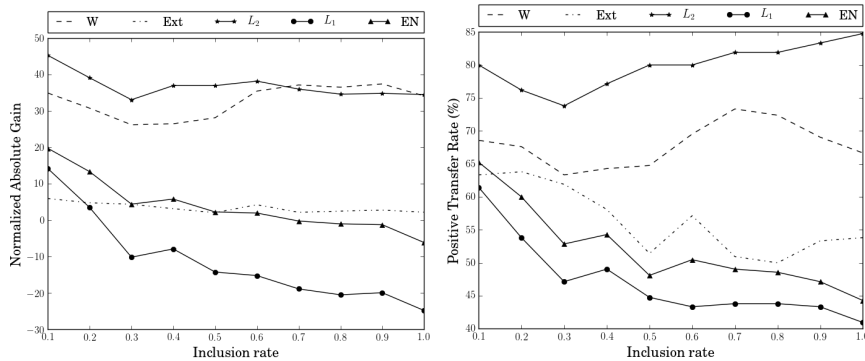 W Ext L₂ L₁ EN
50
40
30
20
10
0
−10
−20
−30
0.1 0.2 0.3 0.4 0.5 0.6 0.7 0.8 0.9 1.0
Inclusion rate
Normalized Absolute Gain
W Ext L₂ L₁ EN
85
80
75
70
65
60
55
50
45
40
0.1 0.2 0.3 0.4 0.5 0.6 0.7 0.8 0.9 1.0
Inclusion rate
Positive Transfer Rate (%)